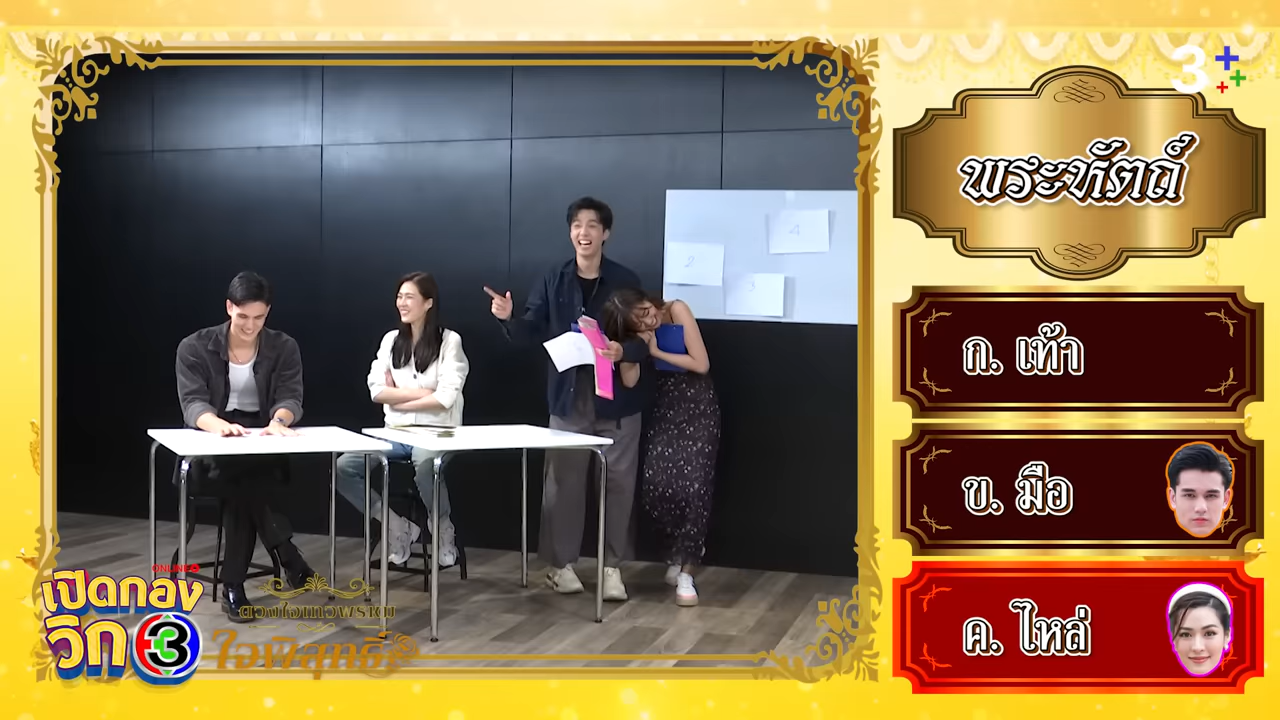 3
พระหัตถ์
4
2
3
ก. เท้า
ข. มือ
ค. ไหล่
ONLINE
เปิดกอง
วิก 3
ดวงใจเทวพรหม
ใจพิสุทธิ์